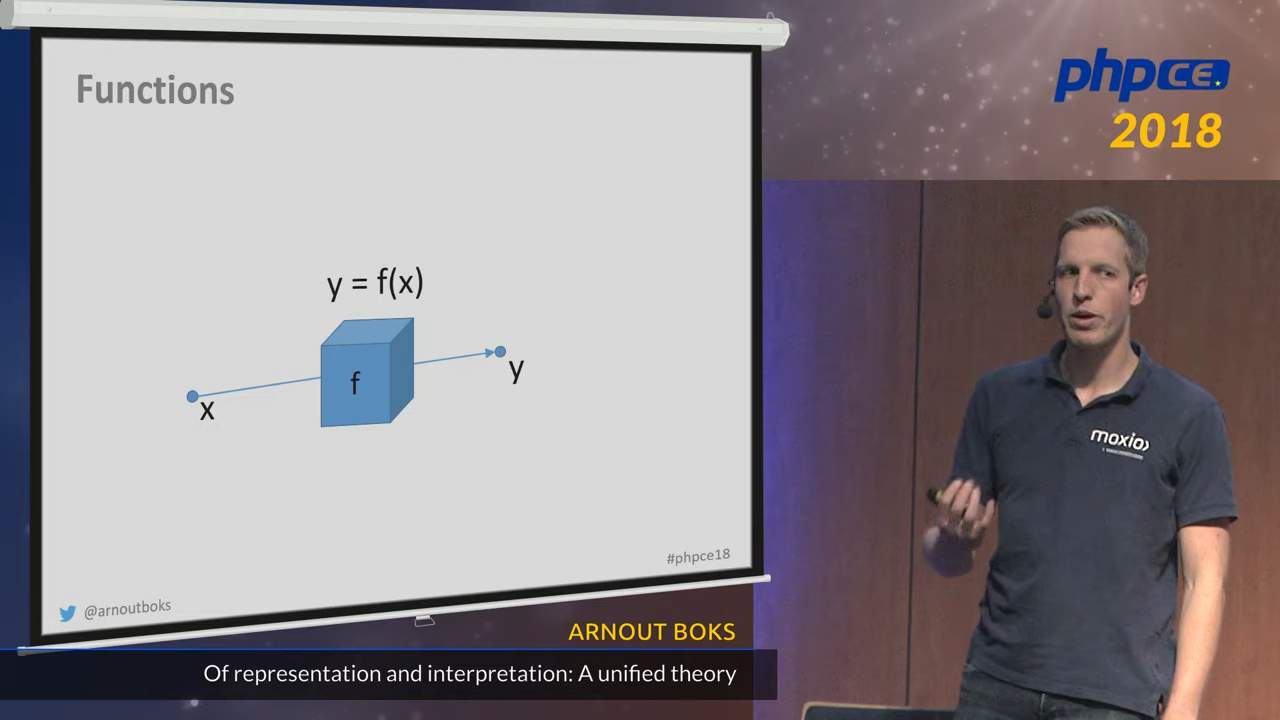 Functions
y = f(x)
f
x
y
#phpce18
@arnoutboks
phpce.
2018
moxio
ARNOUT BOKS
Of representation and interpretation: A unified theory